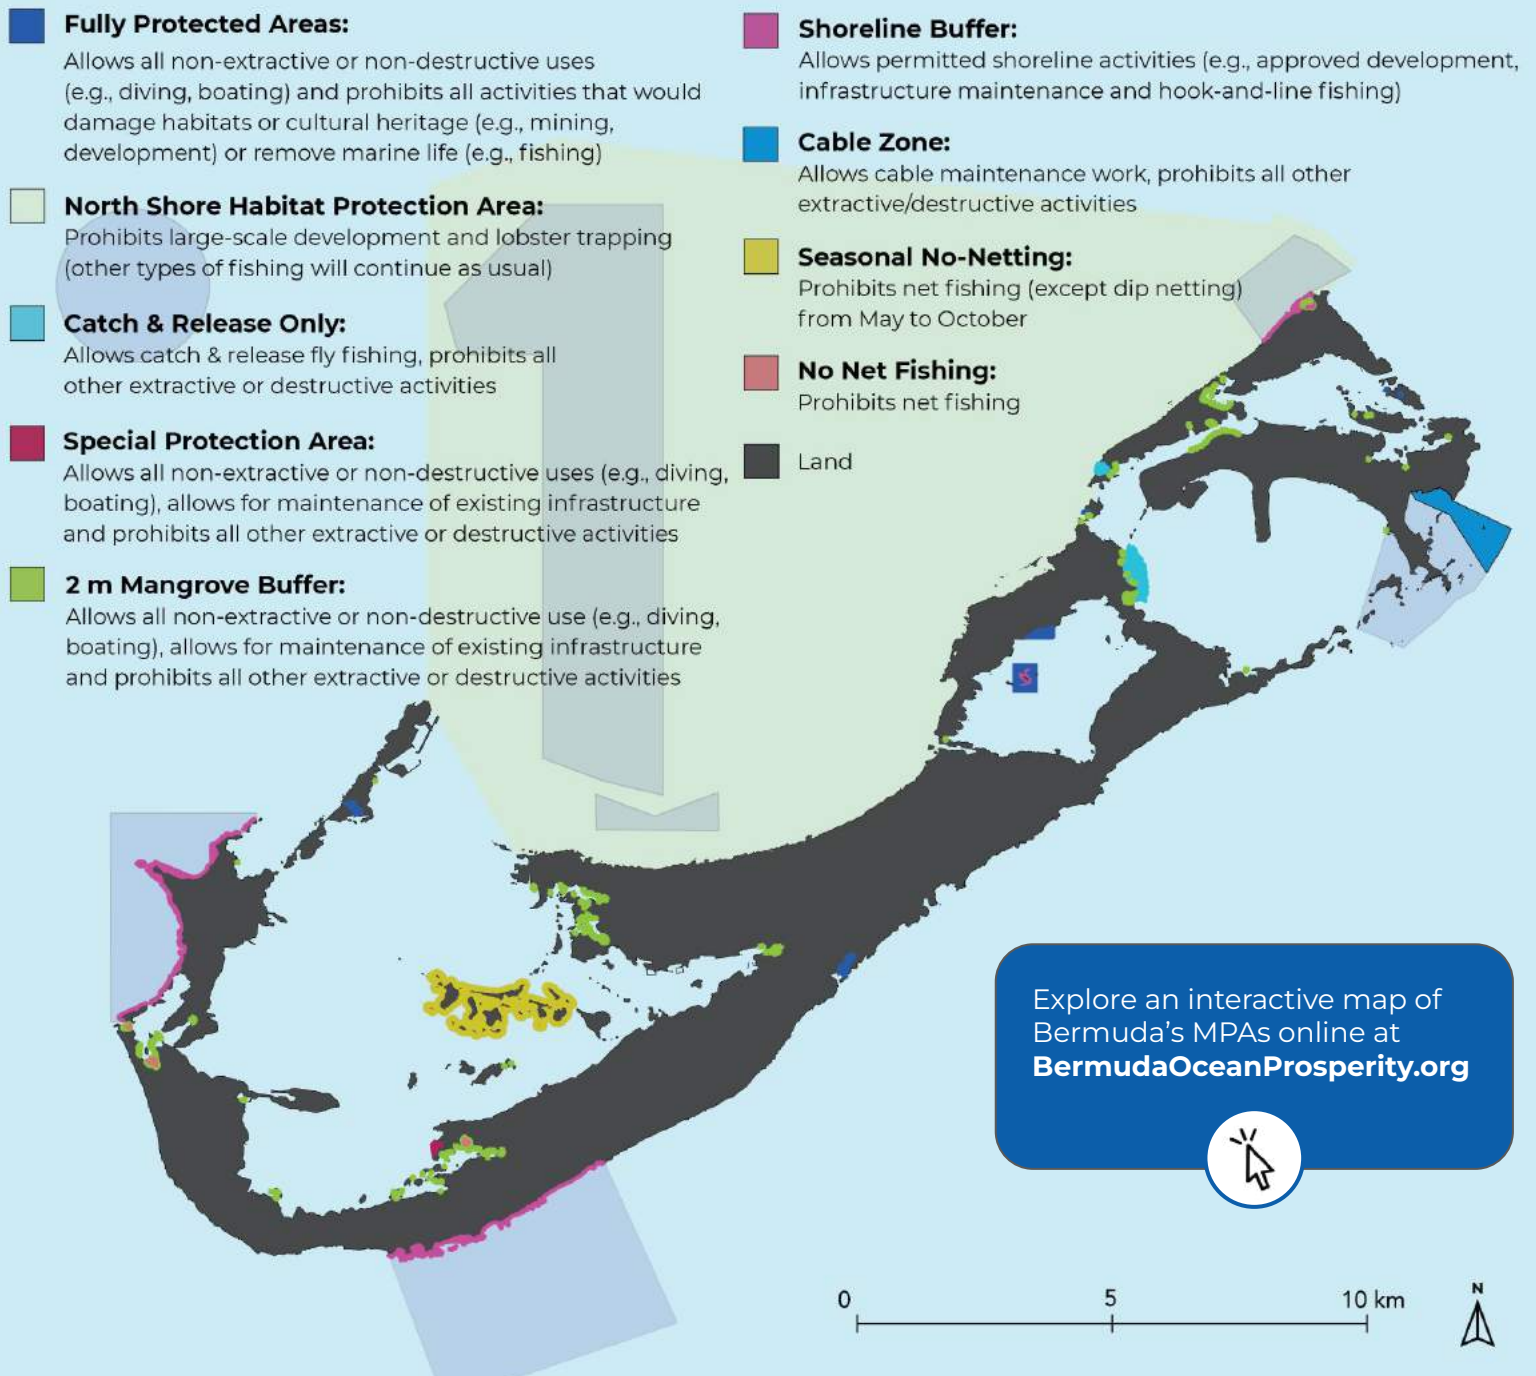 Fully Protected Areas:
Allows all non-extractive or non-destructive uses
(e.g., diving, boating) and prohibits all activities that would
damage habitats or cultural heritage (e.g., mining,
development) or remove marine life (e.g., fishing)
North Shore Habitat Protection Area:
Prohibits large-scale development and lobster trapping
(other types of fishing will continue as usual)
Catch & Release Only:
Allows catch & release fly fishing, prohibits all
other extractive or destructive activities
Special Protection Area:
Allows all non-extractive or non-destructive uses (e.g., diving,
boating), allows for maintenance of existing infrastructure
and prohibits all other extractive or destructive activities
2 m Mangrove Buffer:
Allows all non-extractive or non-destructive use (e.g., diving,
boating), allows for maintenance of existing infrastructure
and prohibits all other extractive or destructive activities
Shoreline Buffer:
Allows permitted shoreline activities (e.g., approved development,
infrastructure maintenance and hook-and-line fishing)
Cable Zone:
Allows cable maintenance work, prohibits all other
extractive/destructive activities
Seasonal No-Netting:
Prohibits net fishing (except dip netting)
from May to October
No Net Fishing:
Prohibits net fishing
Land
Explore an interactive map of
Bermuda's MPAs online at
BermudaOceanProsperity.org
0 5 10 km
N